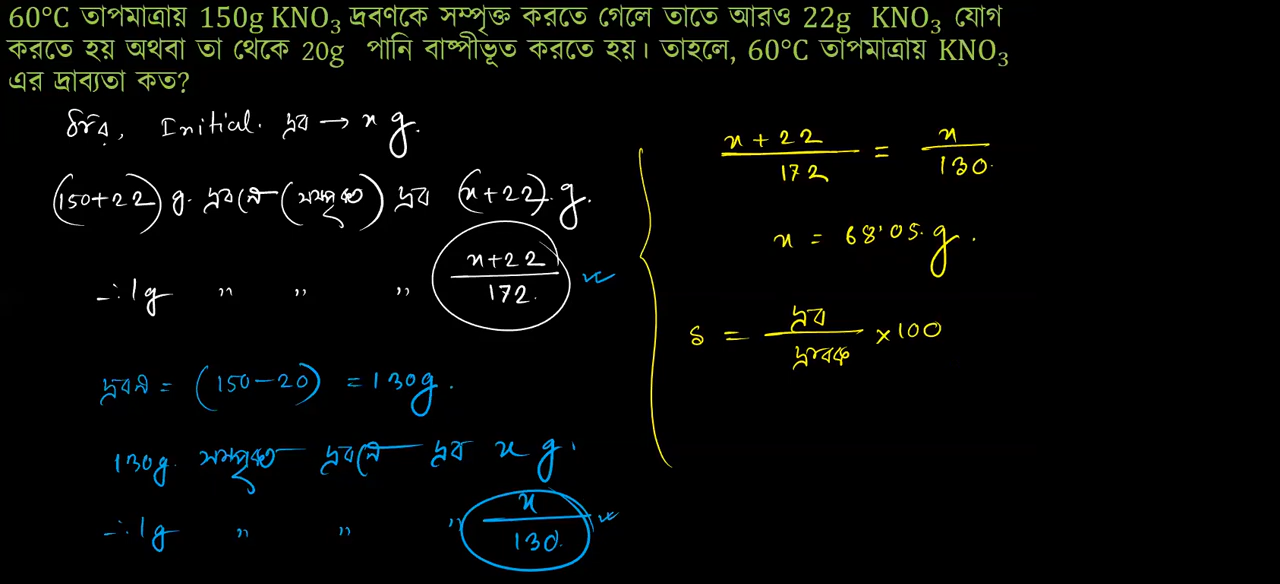 60°C তাপমাত্রায় 150g KNO₃ দ্রবণকে সম্পৃক্ত করতে গেলে তাতে আরও 22g KNO₃ যোগ
করতে হয় অথবা তা থেকে 20g পানি বাষ্পীভূত করতে হয়। তাহলে, 60°C তাপমাত্রায় KNO₃
এর দ্রাব্যতা কত?
ধরি, Initial দ্রব → x g.
(150+22) g. দ্রবণে (সম্পৃক্ত) দ্রব (x+22) g.
∴ 1g " " " x+22/172
দ্রবণ = (150-20) = 130g.
130g. সম্পৃক্ত দ্রবণে দ্রব x g.
∴ 1g " " " x/130
x+22/172 = x/130
x = 68.05 g.
S = দ্রব/দ্রাবক × 100